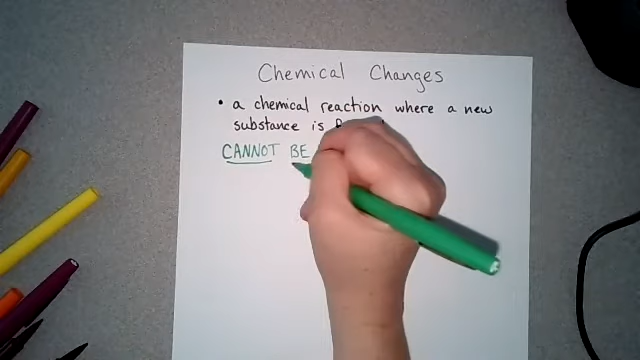 Chemical Changes
• a chemical reaction where a new
substance is
CANNOT BE